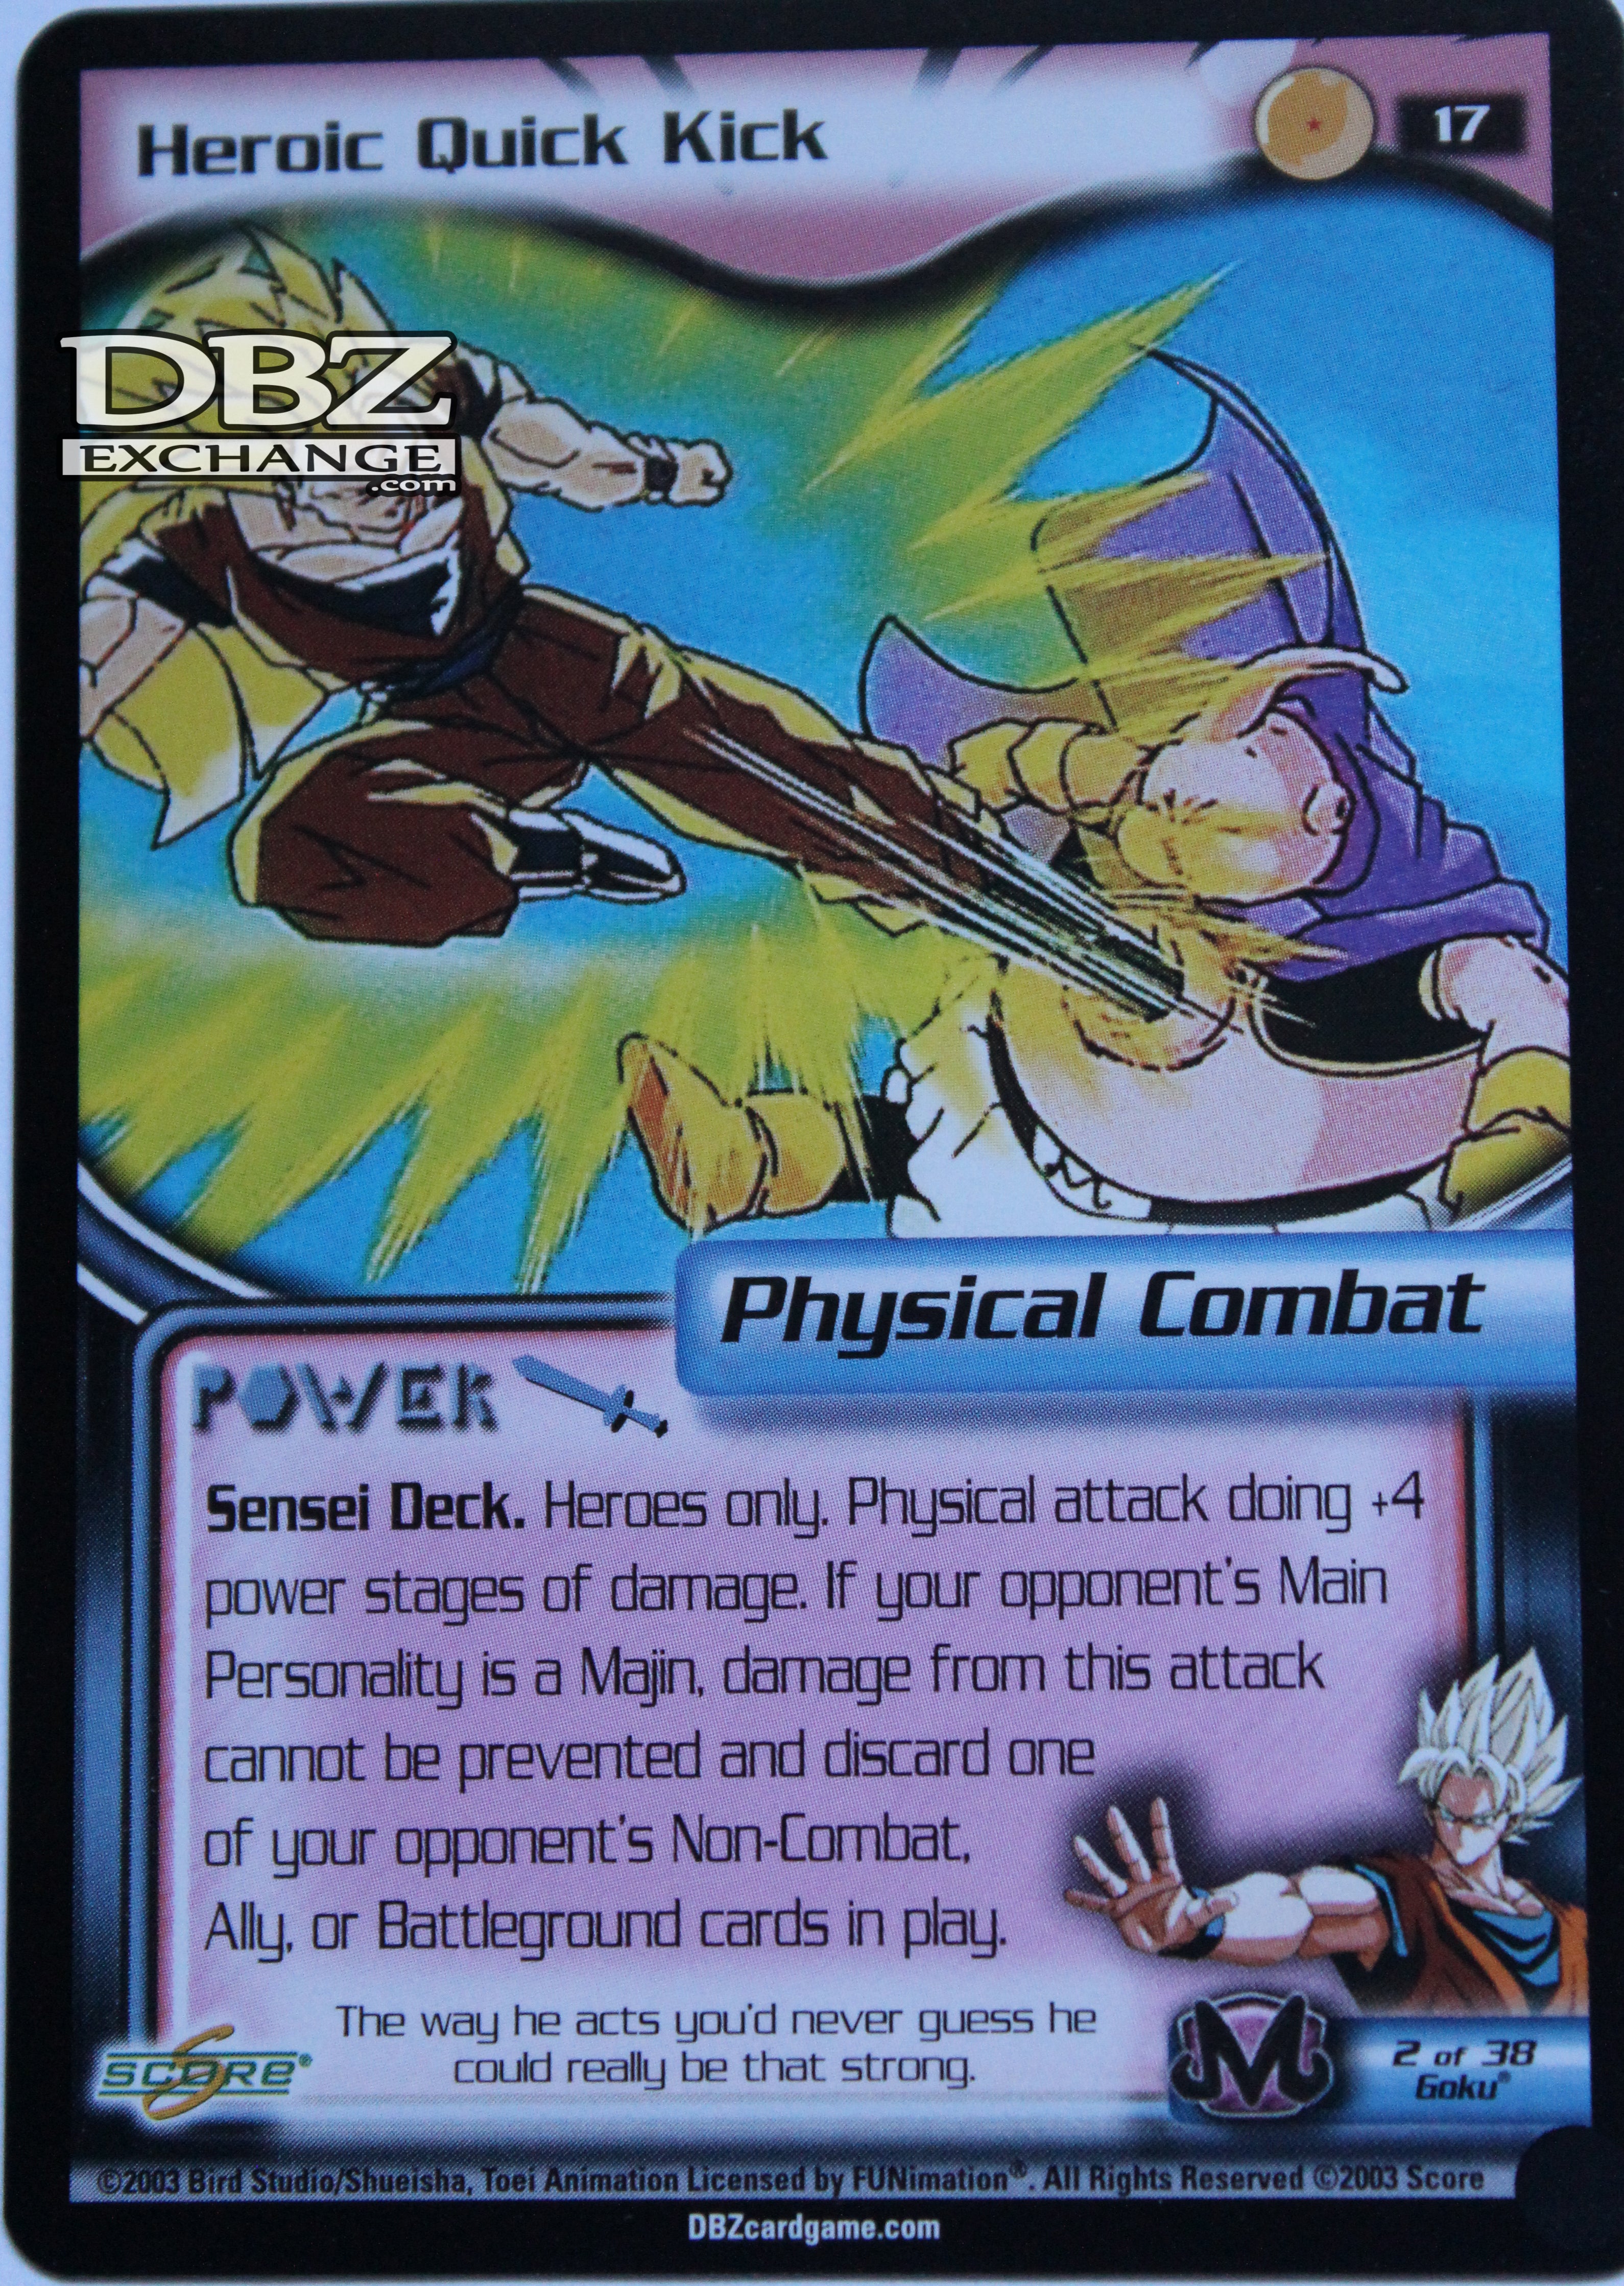 Heroic Quick Kick
17
DBZ
EXCHANGE
.com
Physical Combat
POWER
Sensei Deck. Heroes only. Physical attack doing +4
power stages of damage. If your opponent's Main
Personality is a Majin, damage from this attack
cannot be prevented and discard one
of your opponent's Non-Combat,
Ally, or Battleground cards in play.
The way he acts you'd never guess he
could really be that strong.
SCORE®
M
2 of 38
Goku®
©2003 Bird Studio/Shueisha, Toei Animation Licensed by FUNimation®. All Rights Reserved ©2003 Score
DBZcardgame.com